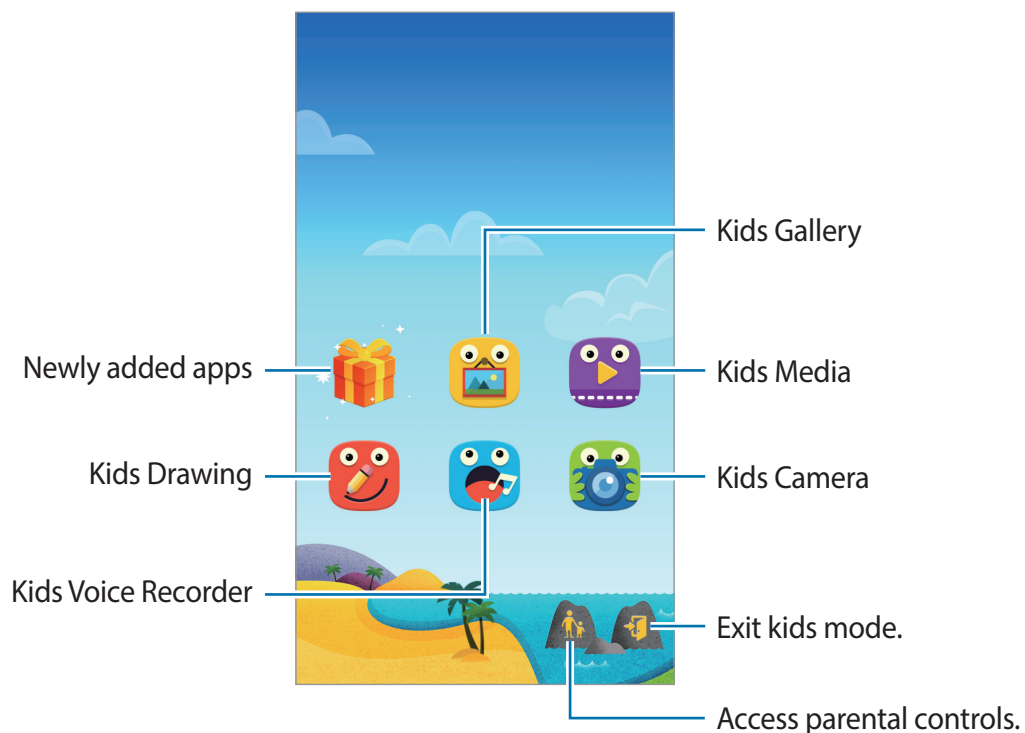 Kids Gallery
Newly added apps
Kids Media
Kids Drawing
Kids Camera
Kids Voice Recorder
Exit kids mode.
Access parental controls.